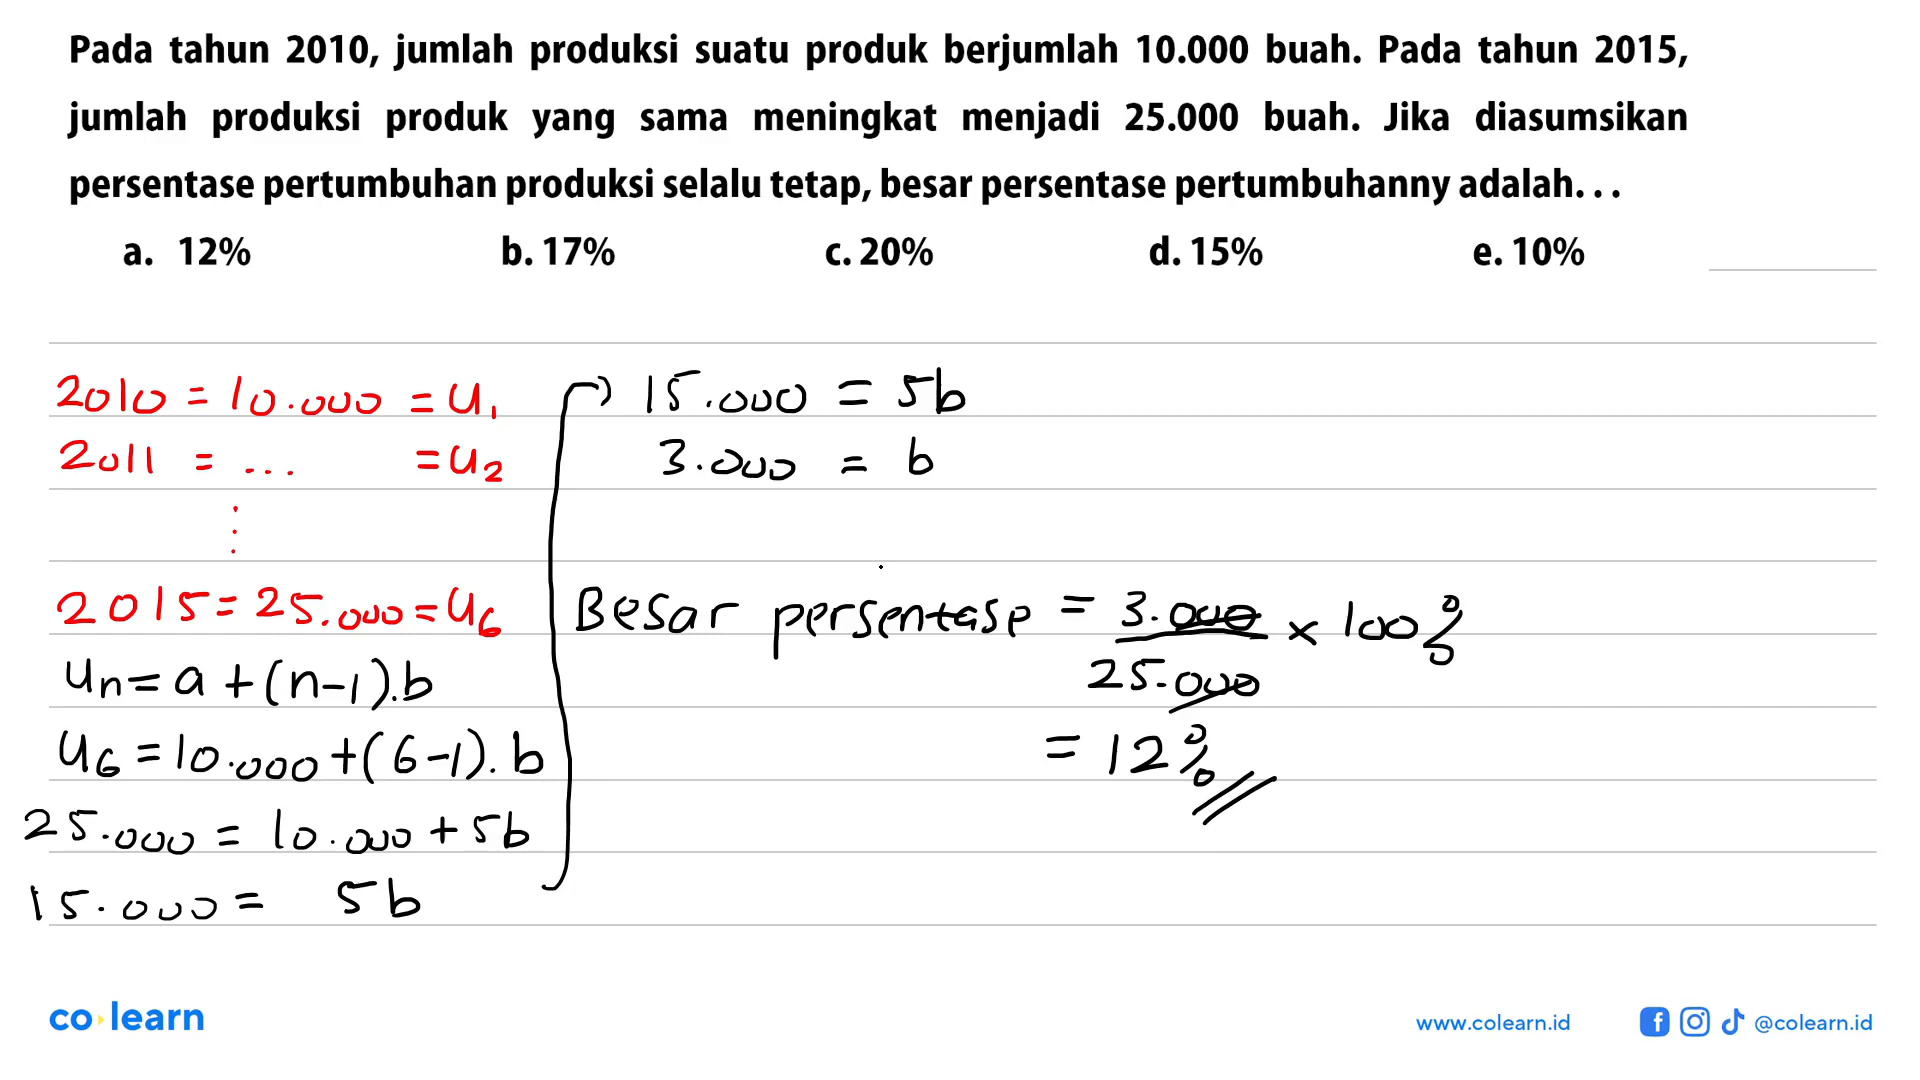 Pada tahun 2010, jumlah produksi suatu produk berjumlah 10.000 buah. Pada tahun 2015,
jumlah produksi produk yang sama meningkat menjadi 25.000 buah. Jika diasumsikan
persentase pertumbuhan produksi selalu tetap, besar persentase pertumbuhanny adalah. . .
a. 12% b. 17% c. 20% d. 15% e. 10%
2010 = 10.000 = U1
2011 = ... = U2
⋮
2015 = 25.000 = U6
Un = a + (n-1).b
U6 = 10.000 + (6-1).b
25.000 = 10.000 + 5b
15.000 = 5b
15.000 = 5b
3.000 = b
Besar persentase = 3.000/25.000 × 100%
= 12%
co learn
www.colearn.id
@colearn.id